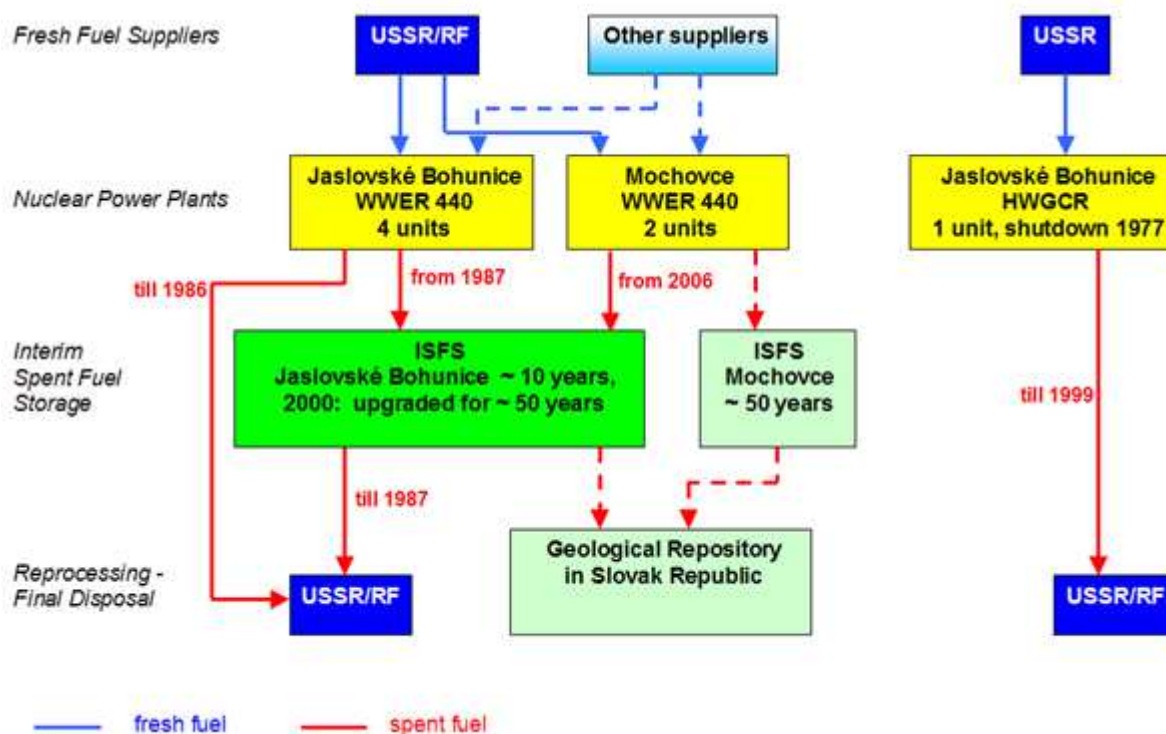 Fresh Fuel Suppliers
USSR/RF
Other suppliers
USSR
Nuclear Power Plants
Jaslovské Bohunice
WWER 440
4 units
Mochovce
WWER 440
2 units
Jaslovské Bohunice
HWGCR
1 unit, shutdown 1977
till 1986
from 1987
from 2006
Interim
Spent Fuel
Storage
ISFS
Jaslovské Bohunice ~ 10 years,
2000: upgraded for ~ 50 years
ISFS
Mochovce
~ 50 years
till 1999
till 1987
Reprocessing -
Final Disposal
USSR/RF
Geological Repository
in Slovak Republic
USSR/RF
fresh fuel
spent fuel